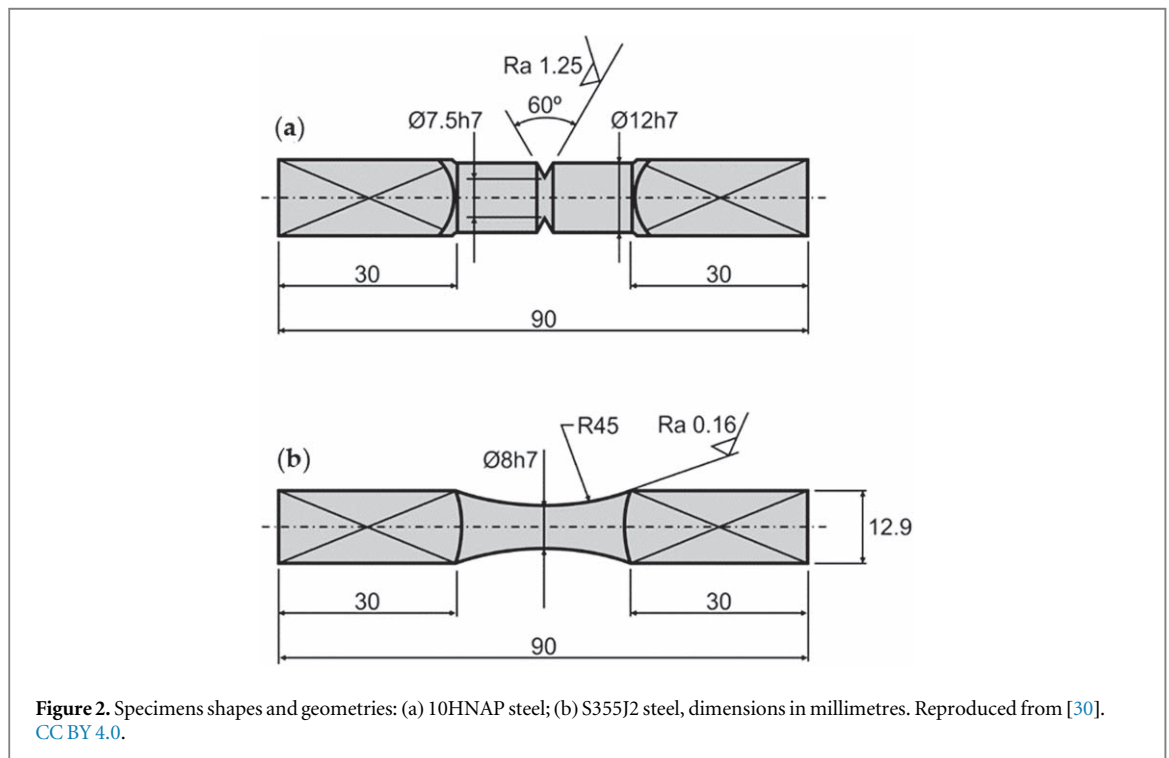 Ra 1.25
60º
(a)
Ø7.5h7
Ø12h7
30
30
90
R45
Ra 0.16
(b)
Ø8h7
12.9
30
30
90
Figure 2. Specimens shapes and geometries: (a) 10HNAP steel; (b) S355J2 steel, dimensions in millimetres. Reproduced from [30].
CC BY 4.0.